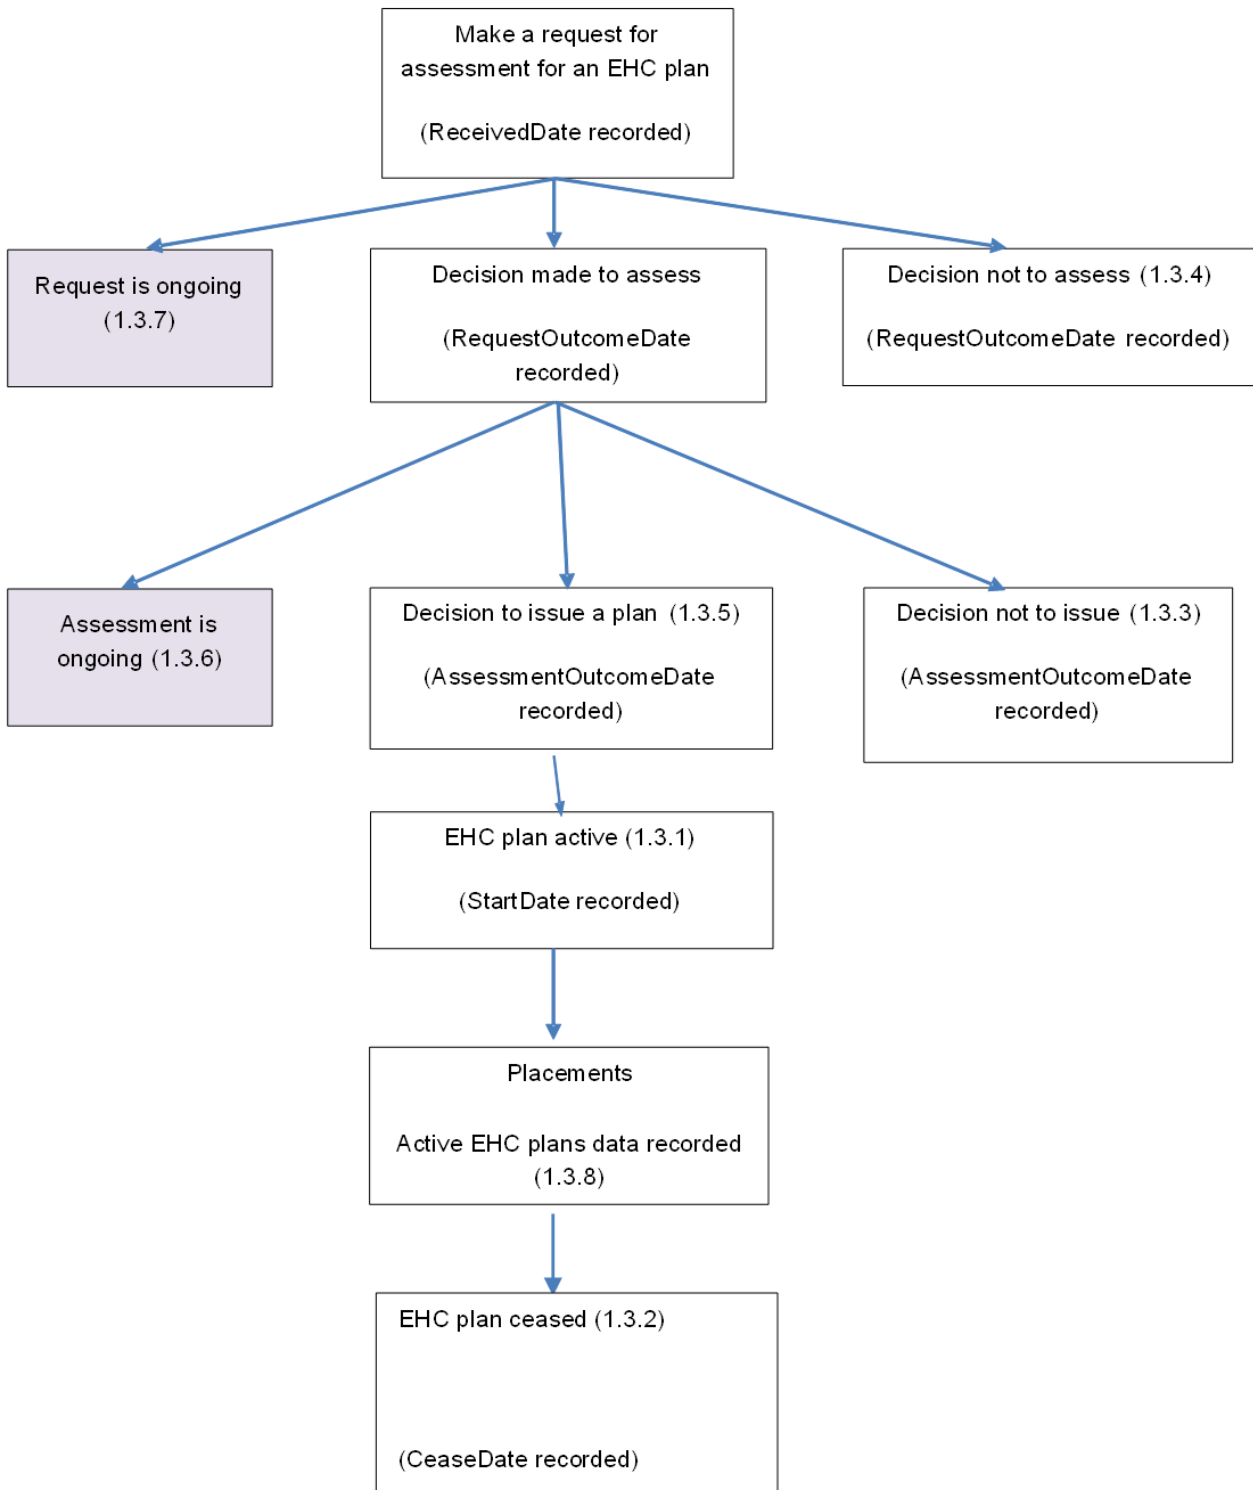 Make a request for
assessment for an EHC plan
(ReceivedDate recorded)
Request is ongoing
(1.3.7)
Decision made to assess
(RequestOutcomeDate
recorded)
Decision not to assess (1.3.4)
(RequestOutcomeDate recorded)
Assessment is
ongoing (1.3.6)
Decision to issue a plan (1.3.5)
(AssessmentOutcomeDate
recorded)
Decision not to issue (1.3.3)
(AssessmentOutcomeDate
recorded)
EHC plan active (1.3.1)
(StartDate recorded)
Placements
Active EHC plans data recorded
(1.3.8)
EHC plan ceased (1.3.2)
(CeaseDate recorded)